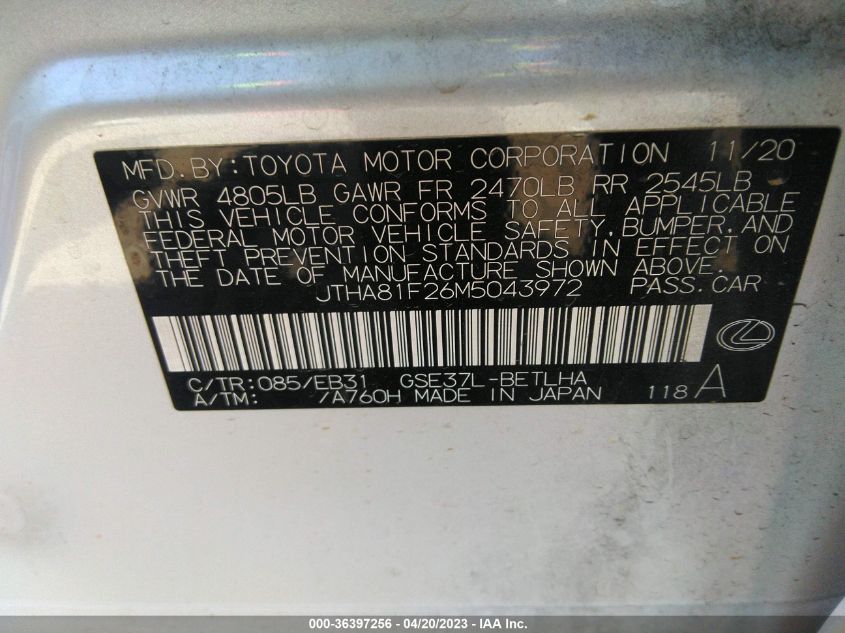 MFD.BY:TOYOTA MOTOR CORPORATION 11/20
GVWR 4805LB GAWR FR 2470LB RR 2545LB
THIS VEHICLE CONFORMS TO ALL APPLICABLE
FEDERAL MOTOR VEHICLE SAFETY,BUMPER,AND
THEFT PREVENTION STANDARDS IN EFFECT ON
THE DATE OF MANUFACTURE SHOWN ABOVE.
JTHA81F26M5043972 PASS.CAR
C/TR:085/EB31 GSE37L-BETLHA
A/TM: /A760H MADE IN JAPAN 118 A
000-36397256 - 04/20/2023 - IAA Inc.